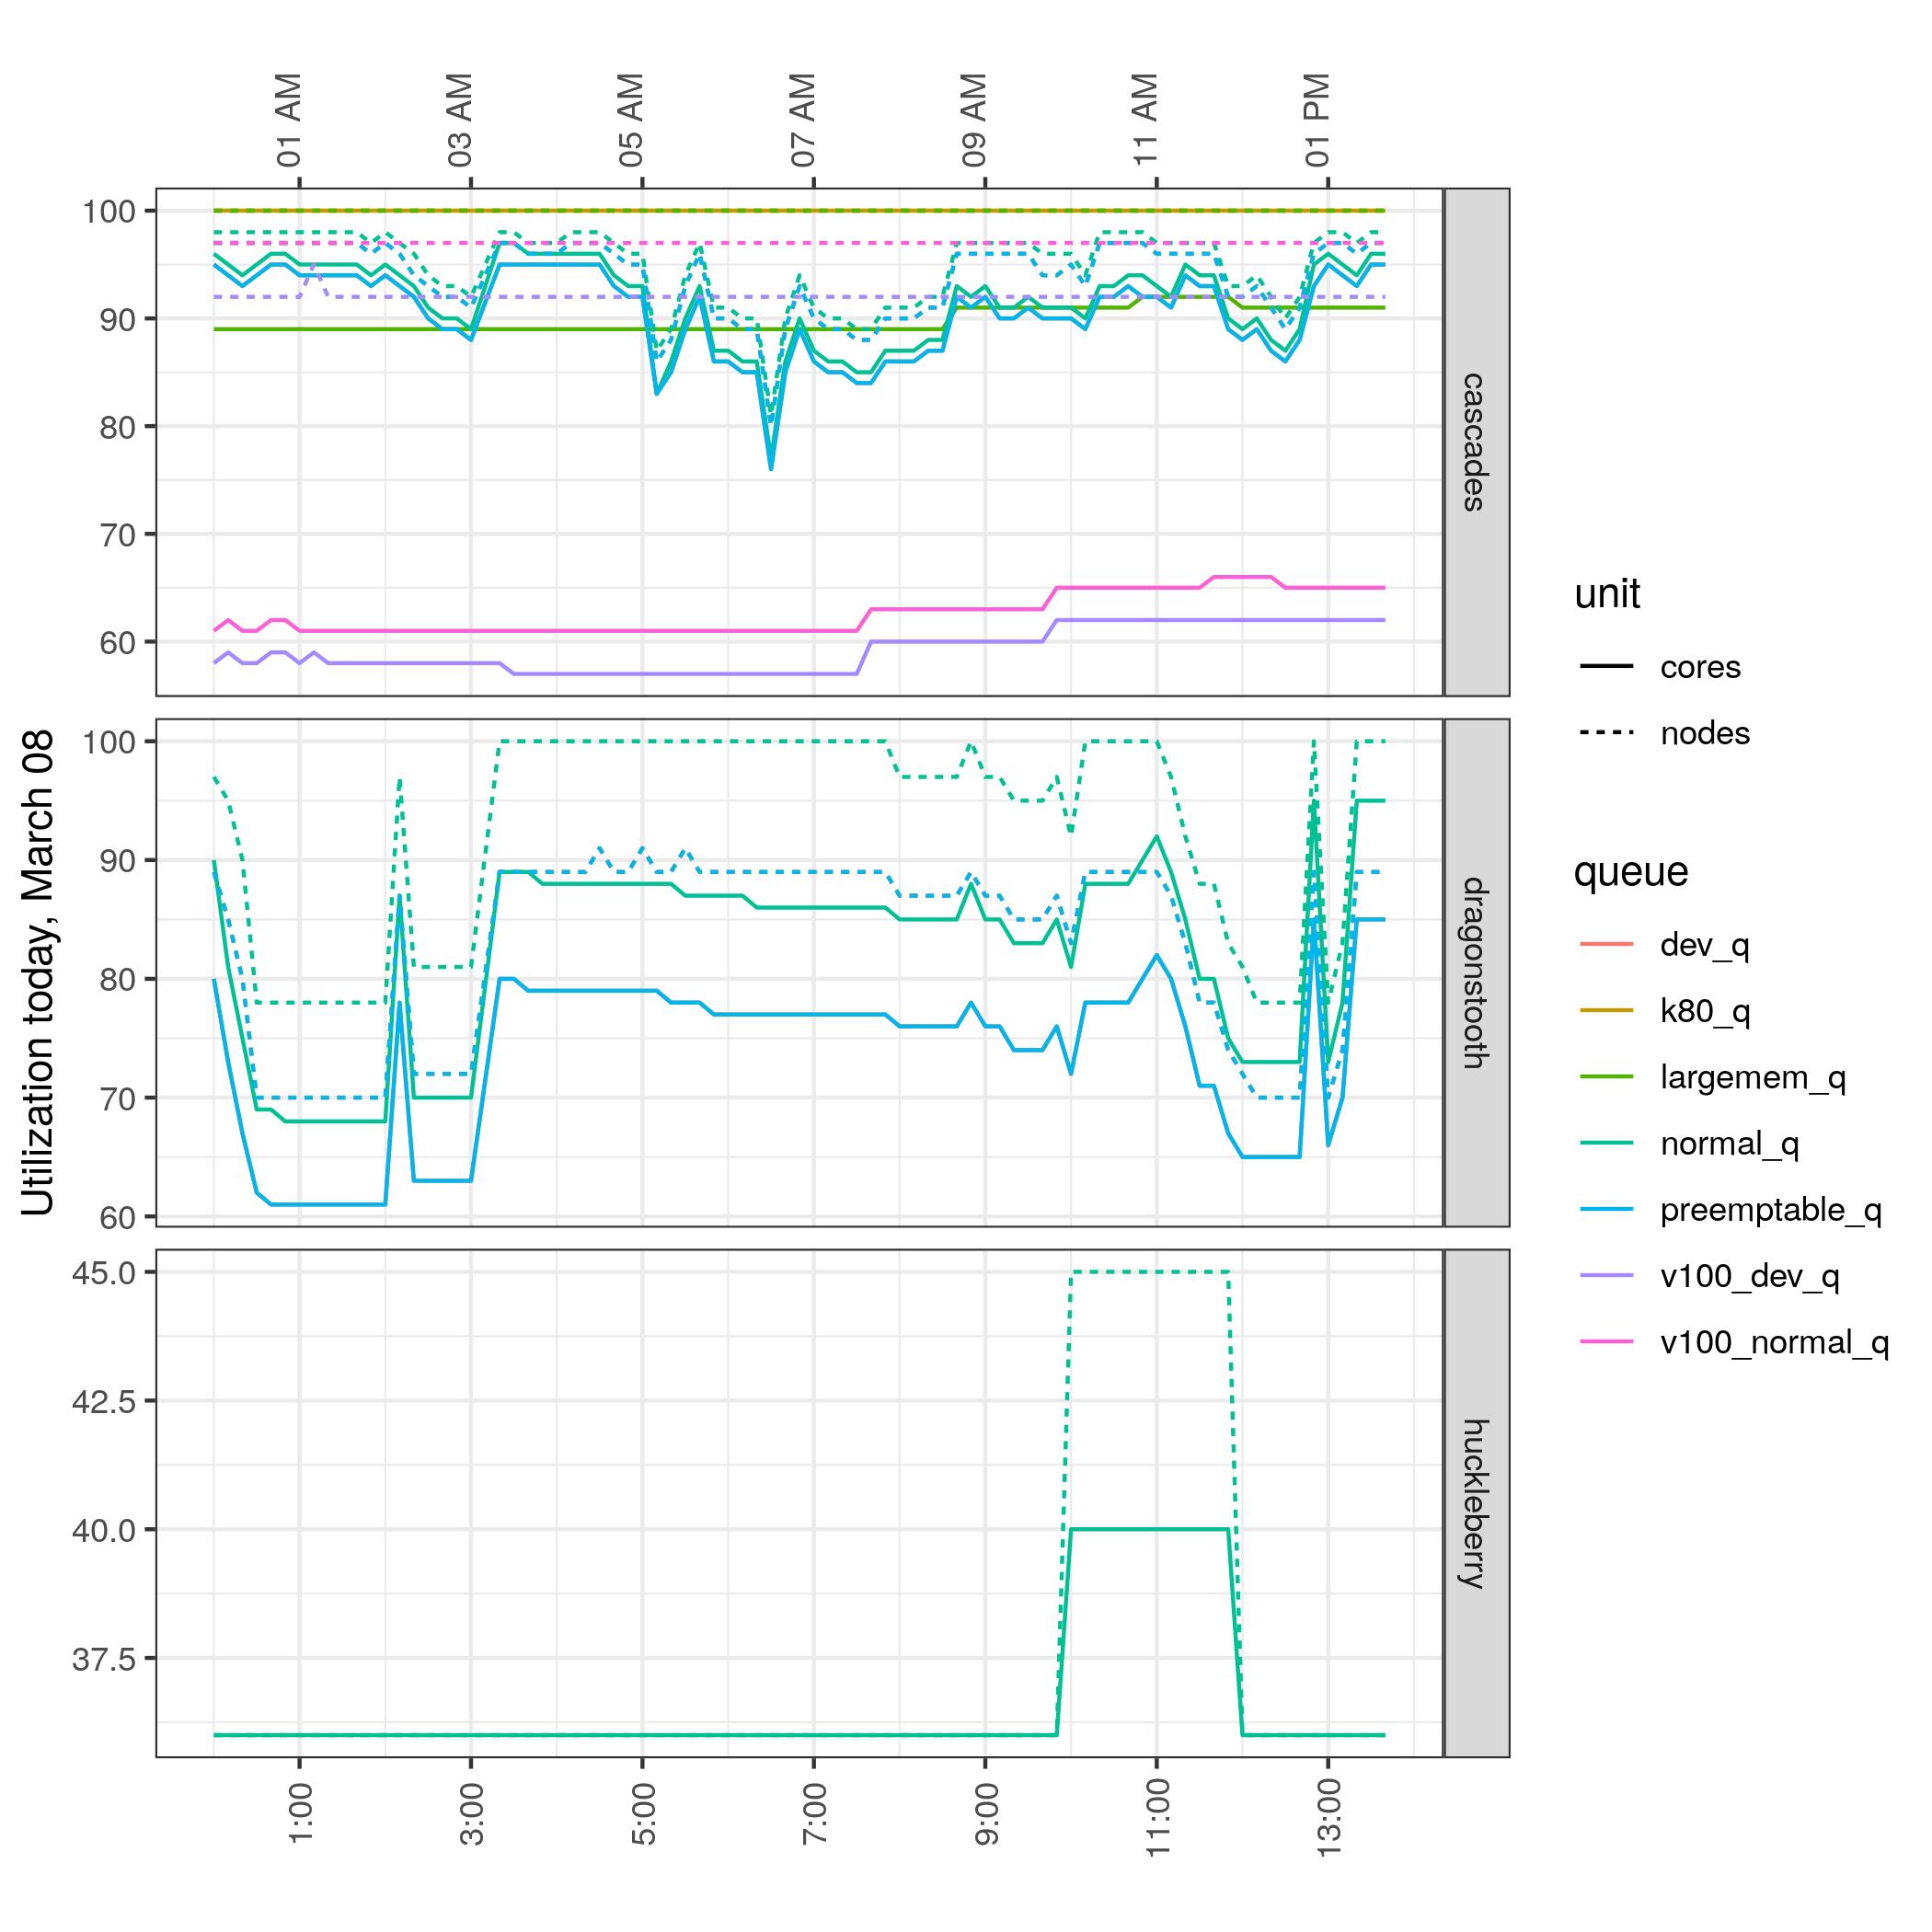 01 AM
03 AM
05 AM
07 AM
09 AM
11 AM
01 PM
Utilization today, March 08
100
90
80
70
60
cascades
100
90
80
70
60
dragonstooth
45.0
42.5
40.0
37.5
huckleberry
1:00
3:00
5:00
7:00
9:00
11:00
13:00
unit
cores
nodes
queue
dev_q
k80_q
largemem_q
normal_q
preemptable_q
v100_dev_q
v100_normal_q